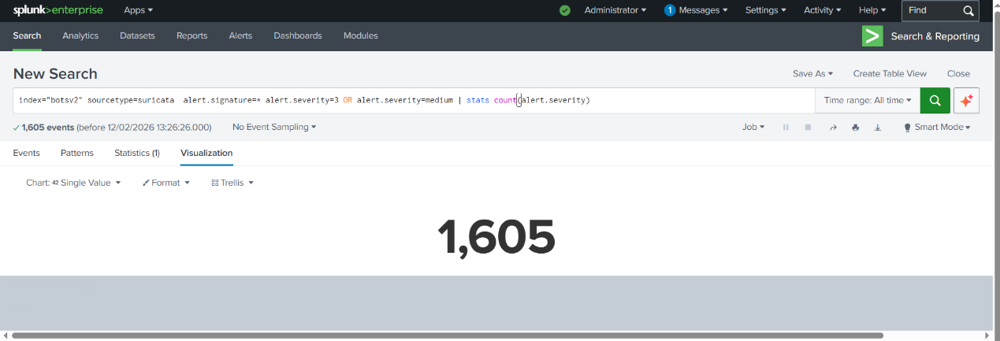 splunk>enterprise Apps Administrator 1 Messages Settings Activity Help Find
Search Analytics Datasets Reports Alerts Dashboards Modules > Search & Reporting
New Search Save As Create Table View Close
index="botsv2" sourcetype=suricata  alert.signature=* alert.severity=3 OR alert.severity=medium | stats count(alert.severity) Time range: All time
1,605 events (before 12/02/2026 13:26:26.000) No Event Sampling Job Smart Mode
Events Patterns Statistics (1) Visualization
Chart: 42 Single Value Format Trellis
1,605